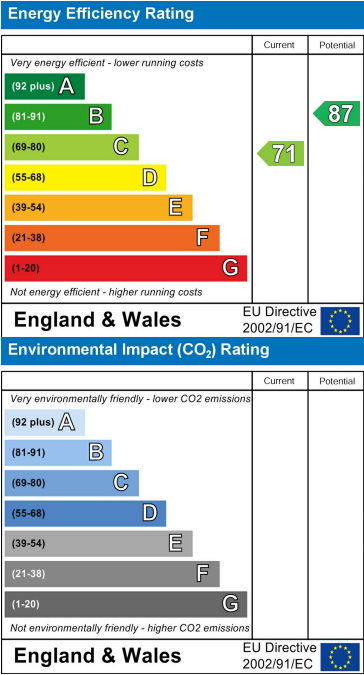 Energy Efficiency Rating
Current Potential
Very energy efficient - lower running costs
(92 plus) A
(81-91) B
87
(69-80) C
71
(55-68) D
(39-54) E
(21-38) F
(1-20) G
Not energy efficient - higher running costs
England & Wales
EU Directive
2002/91/EC
Environmental Impact (CO₂) Rating
Current Potential
Very environmentally friendly - lower CO2 emissions
(92 plus) A
(81-91) B
(69-80) C
(55-68) D
(39-54) E
(21-38) F
(1-20) G
Not environmentally friendly - higher CO2 emissions
England & Wales
EU Directive
2002/91/EC